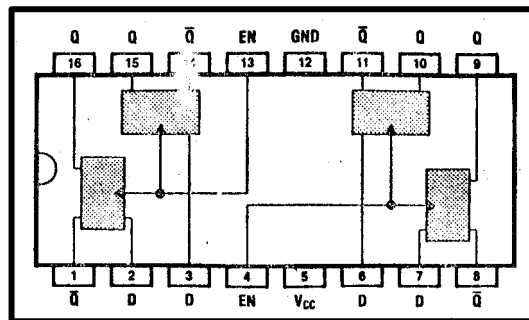 Q Q Q̅ EN GND Q̅ Q Q
16 15 13 12 11 10 9
1 2 3 4 5 6 7 8
Q̅ D D EN VCC D D Q̅